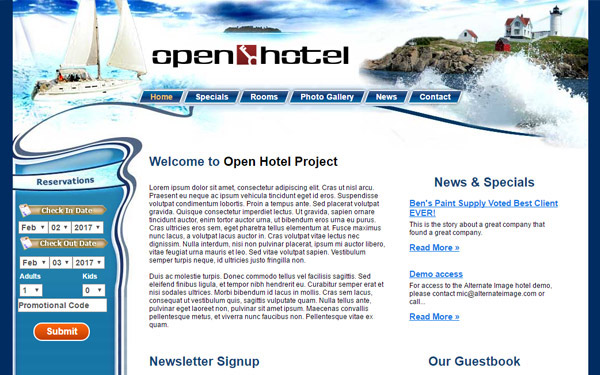 open hotel
Home Specials Rooms Photo Gallery News Contact
Reservations
Check In Date
Feb 02 2017
Check Out Date
Feb 03 2017
Adults Kids
1 0
Promotional Code
Submit
Welcome to Open Hotel Project
Lorem ipsum dolor sit amet, consectetur adipiscing elit. Cras ut nisl arcu.
Praesent eu neque ac ipsum vehicula tincidunt eget id eros. Suspendisse
volutpat condimentum lobortis. Proin a tempus ante. Sed placerat volutpat
gravida. Quisque consectetur imperdiet lectus. Ut gravida, sapien ornare
tincidunt auctor, enim tortor auctor urna, ut bibendum eros urna eu purus.
Cras ultricies eros sem, eget pharetra tellus elementum at. Fusce maximus
nunc lacus, a volutpat lacus auctor in. Cras volutpat vitae lectus nec
dignissim. Nulla interdum, nisi non pulvinar placerat, ipsum mi auctor libero,
vitae feugiat urna mauris et leo. Sed vitae volutpat sapien. Vestibulum
semper turpis neque, id ultricies justo fringilla non.
Duis ac molestie turpis. Donec commodo tellus vel facilisis sagittis. Sed
eleifend finibus ligula, et tempor nibh hendrerit eu. Curabitur semper erat et
nisi sodales ultrices. Morbi bibendum id lacus in mollis. Cras sem lacus,
consequat ut vestibulum quis, sagittis vulputate quam. Nulla tellus ante,
pulvinar eget laoreet non, pulvinar sit amet ipsum. Maecenas convallis
pellentesque metus, et viverra nunc faucibus non. Pellentesque vitae ex
quam.
News & Specials
Ben's Paint Supply Voted Best Client
EVER!
This is the story about a great company that
found a great company.
Read More »
Demo access
For access to the Alternate Image hotel demo,
please contact mic@alternateimage.com or
call...
Read More »
Newsletter Signup
Our Guestbook